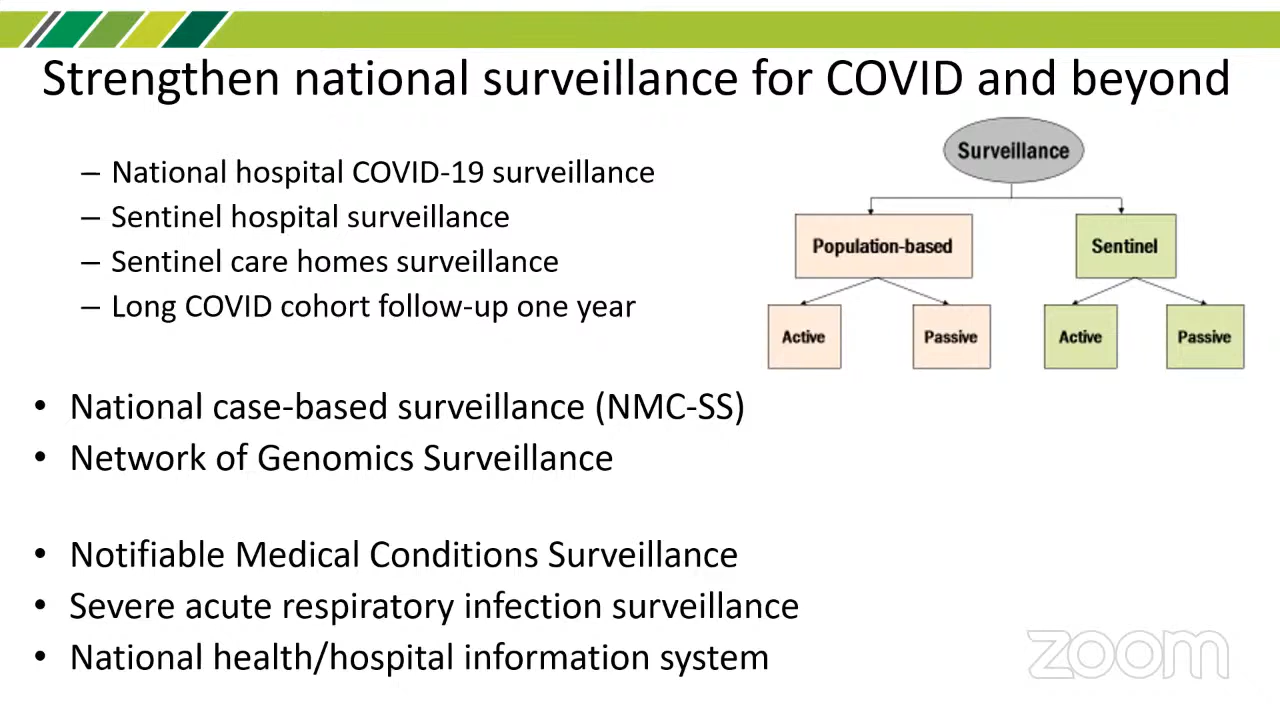 Strengthen national surveillance for COVID and beyond
– National hospital COVID-19 surveillance
– Sentinel hospital surveillance
– Sentinel care homes surveillance
– Long COVID cohort follow-up one year
Surveillance
Population-based
Sentinel
Active
Passive
Active
Passive
• National case-based surveillance (NMC-SS)
• Network of Genomics Surveillance
• Notifiable Medical Conditions Surveillance
• Severe acute respiratory infection surveillance
• National health/hospital information system
zoom